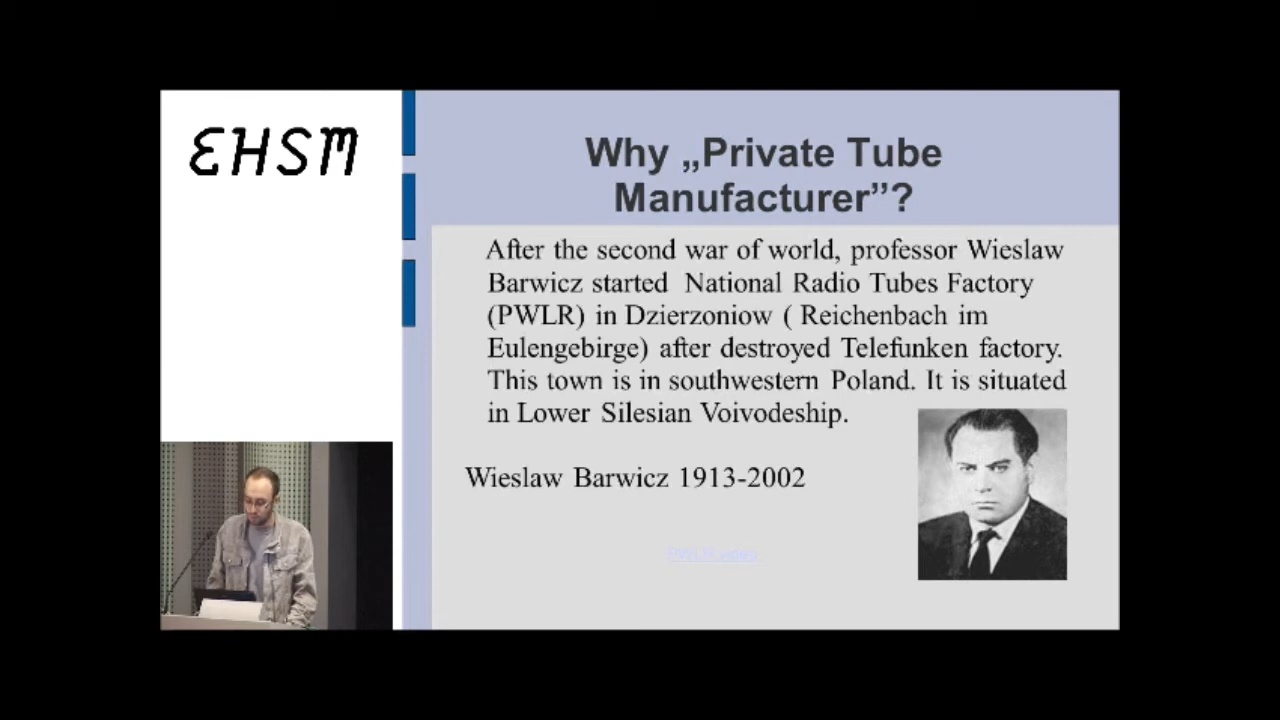 EHSM
Why „Private Tube
Manufacturer”?
After the second war of world, professor Wieslaw
Barwicz started National Radio Tubes Factory
(PWLR) in Dzierzoniow ( Reichenbach im
Eulengebirge) after destroyed Telefunken factory.
This town is in southwestern Poland. It is situated
in Lower Silesian Voivodeship.
Wieslaw Barwicz 1913-2002
PWLR video